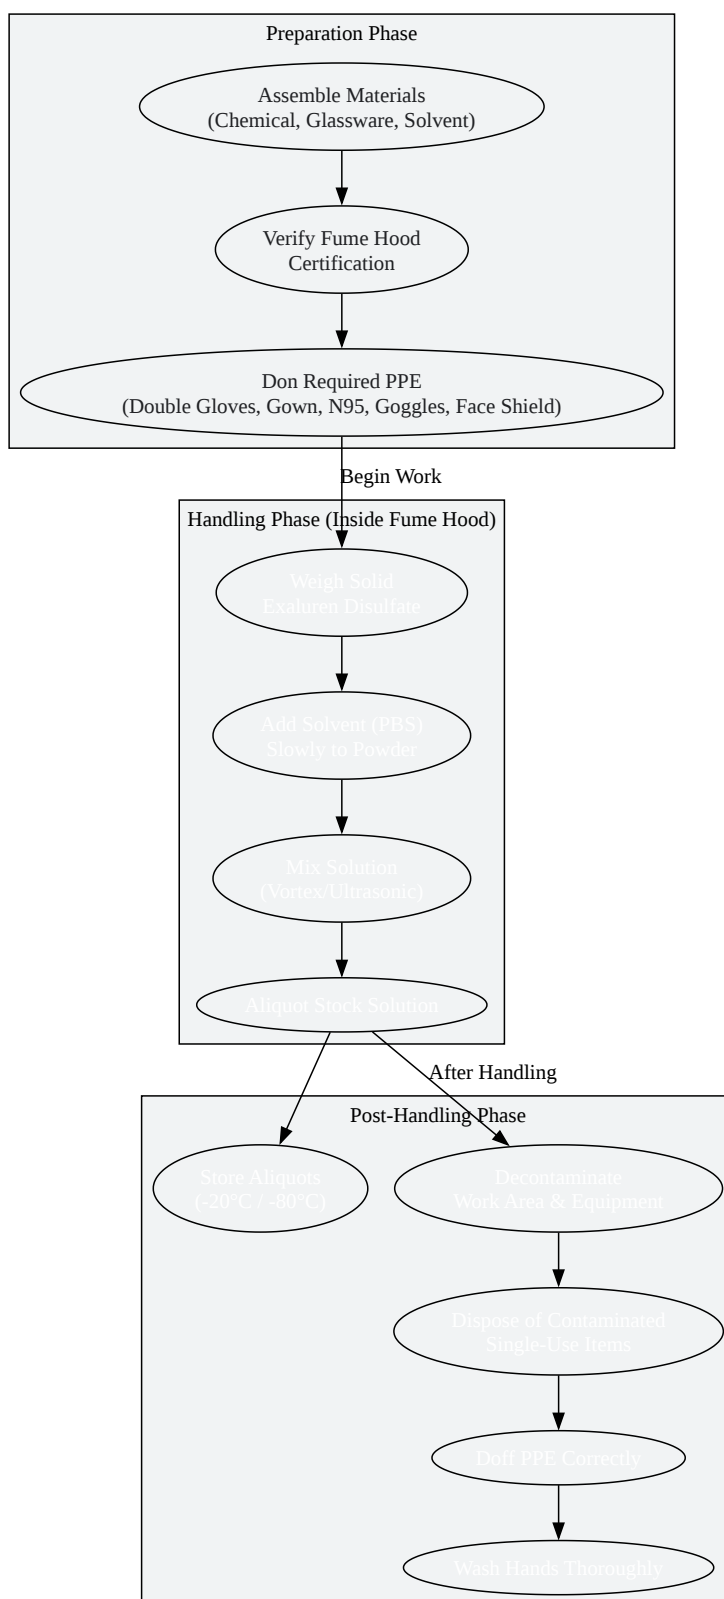 Preparation Phase
Assemble Materials
(Chemical, Glassware, Solvent)
Verify Fume Hood
Certification
Don Required PPE
(Double Gloves, Gown, N95, Goggles, Face Shield)
Begin Work
Handling Phase (Inside Fume Hood)
Weigh Solid
Exaluren Disulfate
Add Solvent (PBS)
Slowly to Powder
Mix Solution
(Vortex/Ultrasonic)
Aliquot Stock Solution
After Handling
Post-Handling Phase
Store Aliquots
(-20°C / -80°C)
Decontaminate
Work Area & Equipment
Dispose of Contaminated
Single-Use Items
Doff PPE Correctly
Wash Hands Thoroughly